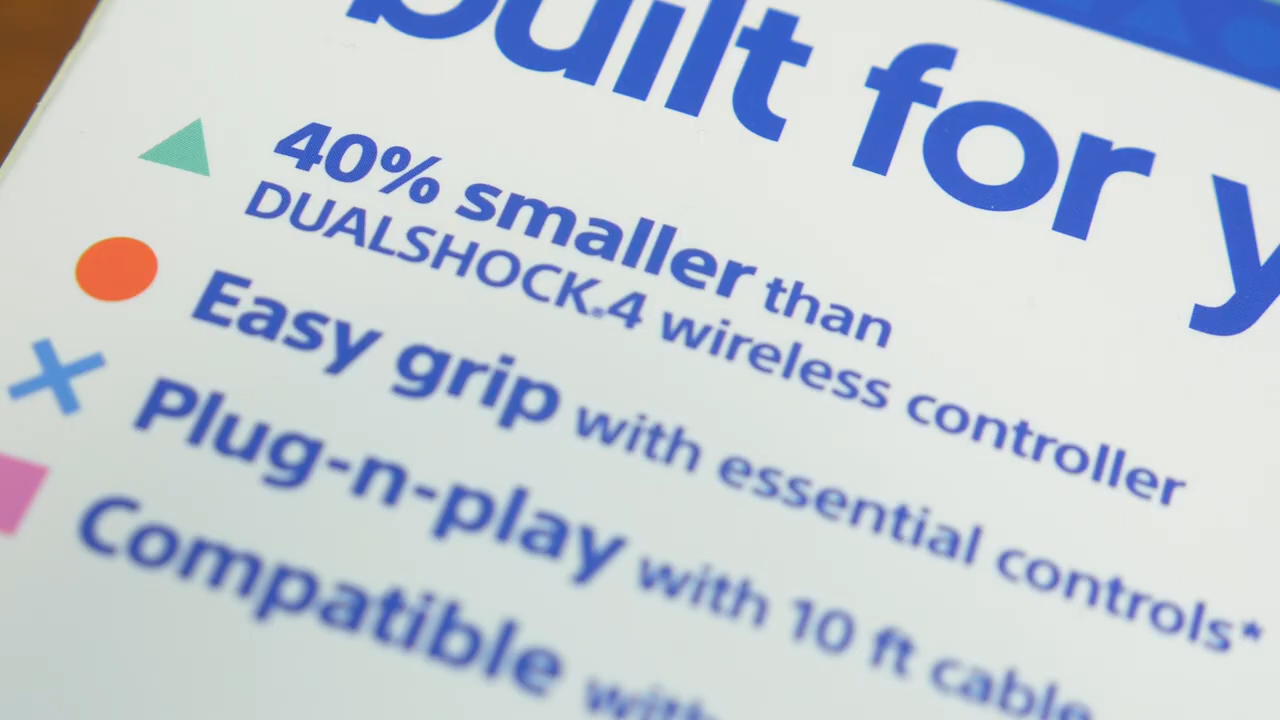 built for y
40% smaller than
DUALSHOCK®4 wireless controller
Easy grip with essential controls*
Plug-n-play with 10 ft cable
Compatible with